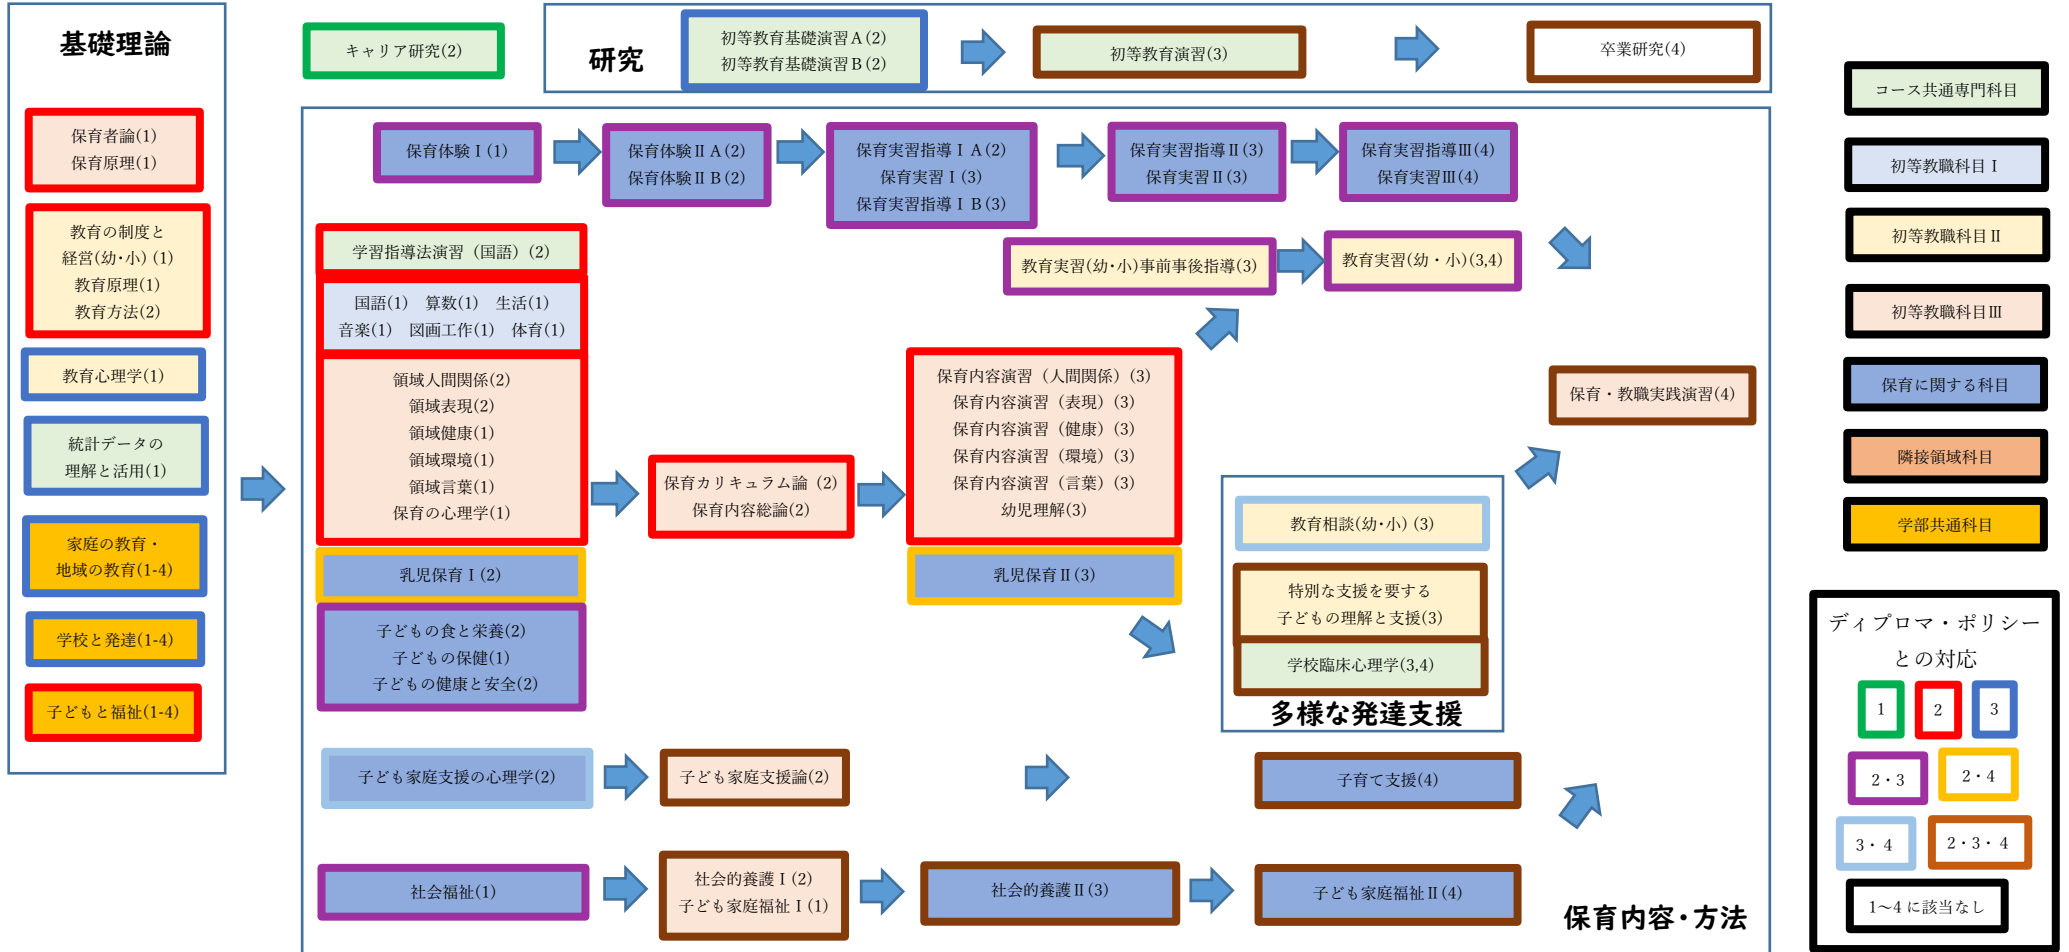 基礎理論
保育者論(1)
保育原理(1)
教育の制度と
経営(幼・小) (1)
教育原理(1)
教育方法(2)
教育心理学(1)
統計データの
理解と活用(1)
家庭の教育・
地域の教育(1-4)
学校と発達(1-4)
子どもと福祉(1-4)
キャリア研究(2)
研究
初等教育基礎演習A(2)
初等教育基礎演習B(2)
初等教育演習(3)
卒業研究(4)
保育体験Ⅰ(1)
保育体験ⅡA(2)
保育体験ⅡB(2)
保育実習指導ⅠA(2)
保育実習Ⅰ(3)
保育実習指導ⅠB(3)
保育実習指導Ⅱ(3)
保育実習Ⅱ(3)
保育実習指導Ⅲ(4)
保育実習Ⅲ(4)
学習指導法演習（国語）(2)
国語(1) 算数(1) 生活(1)
音楽(1) 図画工作(1) 体育(1)
領域人間関係(2)
領域表現(2)
領域健康(1)
領域環境(1)
領域言葉(1)
保育の心理学(1)
乳児保育Ⅰ(2)
子どもの食と栄養(2)
子どもの保健(1)
子どもの健康と安全(2)
保育カリキュラム論（2）
保育内容総論(2)
教育実習(幼・小)事前事後指導(3)
教育実習(幼・小)(3,4)
保育内容演習（人間関係）(3)
保育内容演習（表現）(3)
保育内容演習（健康）(3)
保育内容演習（環境）(3)
保育内容演習（言葉）(3)
幼児理解(3)
乳児保育Ⅱ(3)
教育相談(幼・小) (3)
特別な支援を要する
子どもの理解と支援(3)
学校臨床心理学(3,4)
多様な発達支援
保育・教職実践演習(4)
子ども家庭支援の心理学(2)
子ども家庭支援論(2)
子育て支援(4)
社会福祉(1)
社会的養護Ⅰ(2)
子ども家庭福祉Ⅰ(1)
社会的養護Ⅱ(3)
子ども家庭福祉Ⅱ(4)
保育内容・方法
コース共通専門科目
初等教職科目Ⅰ
初等教職科目Ⅱ
初等教職科目Ⅲ
保育に関する科目
隣接領域科目
学部共通科目
ディプロマ・ポリシー
との対応
1 2 3
2・3 2・4
3・4 2・3・4
1～4に該当なし